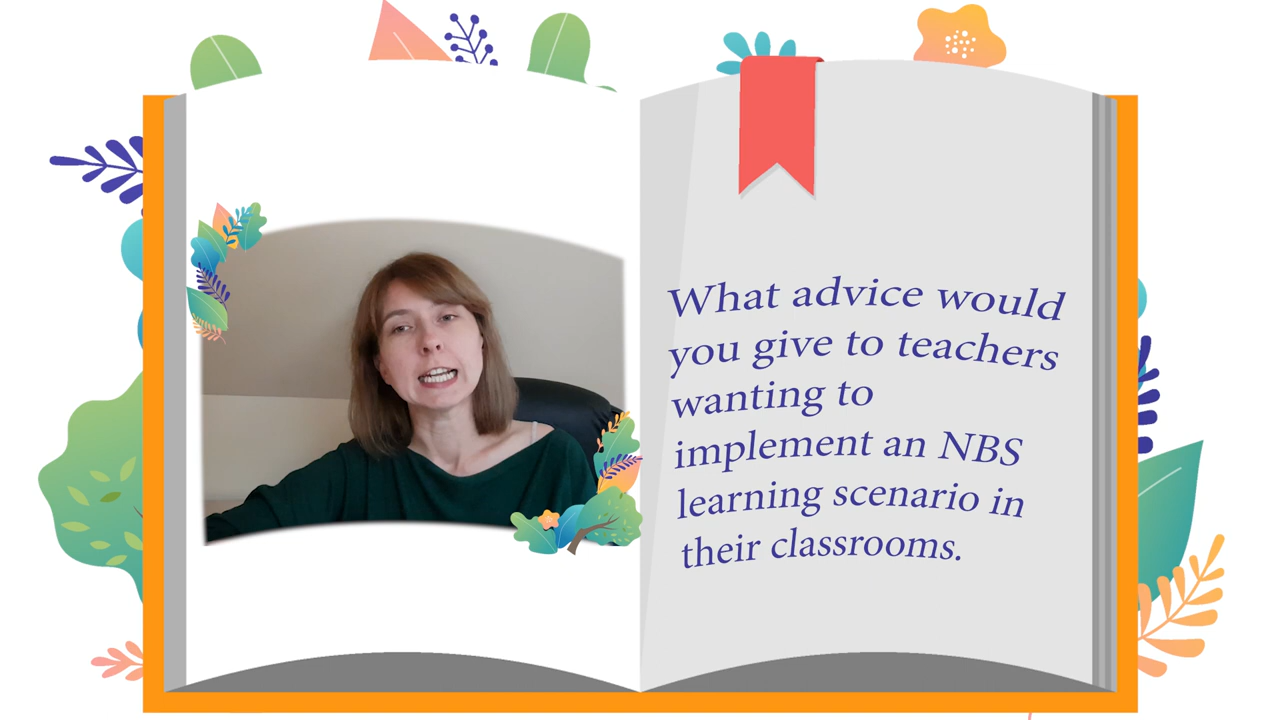 What advice would
you give to teachers
wanting to
implement an NBS
learning scenario in
their classrooms.